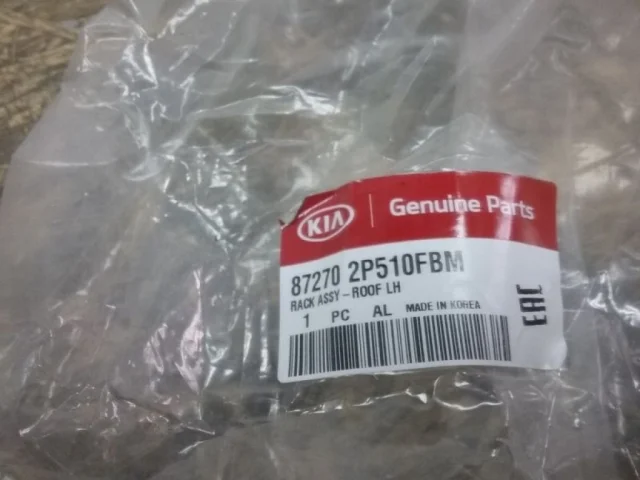 KIA Genuine Parts
87270 2P510FBM
RACK ASSY-ROOF LH
1 PC AL MADE IN KOREA
EAC